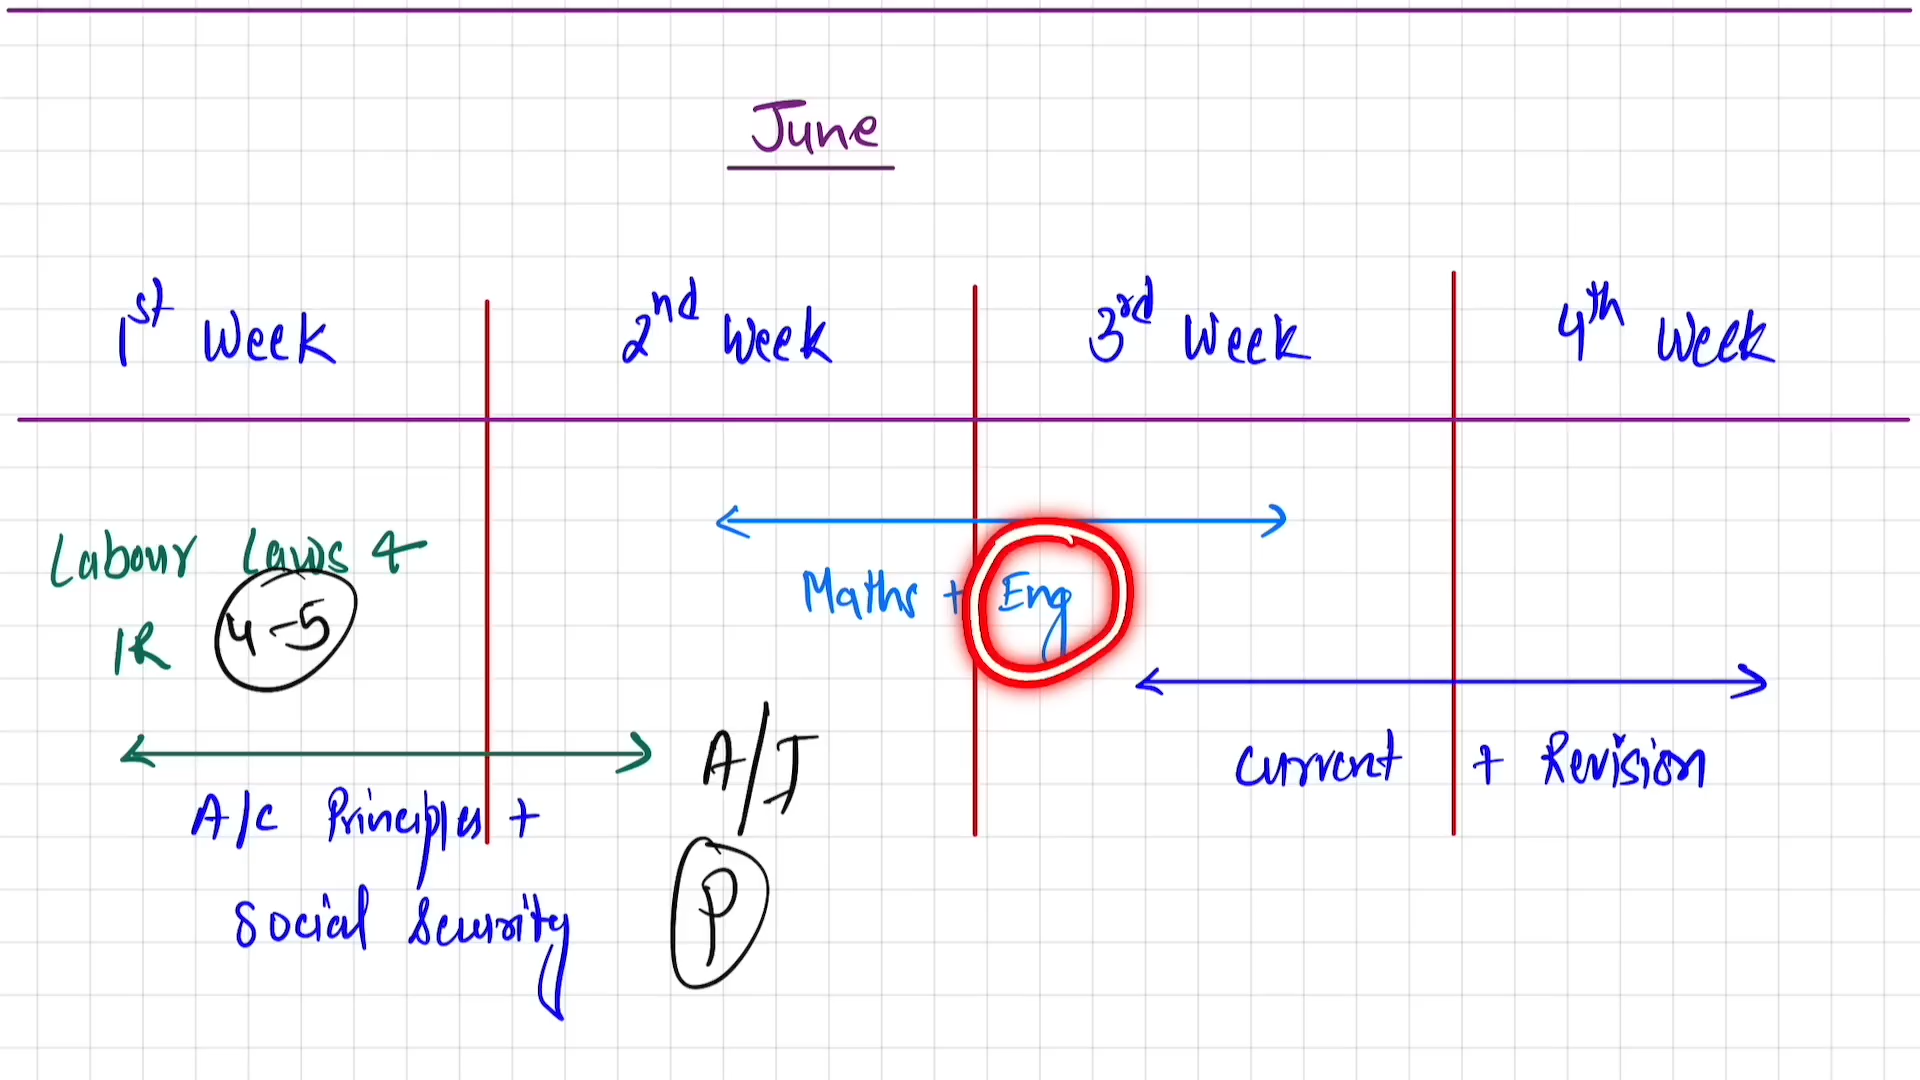 June
1st Week
2nd Week
3rd Week
4th Week
Labour Laws &
IR 4-5
Maths + Eng
A/C Principles +
Social Security
A/J
P
Current + Revision